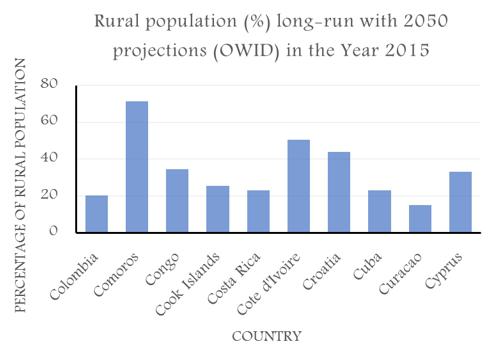 Rural population (%) long-run with 2050
projections (OWID) in the Year 2015
PERCENTAGE OF RURAL POPULATION
80
60
40
20
0
Colombia
Comoros
Congo
Cook Islands
Costa Rica
Cote d'Ivoire
Croatia
Cuba
Curacao
Cyprus
COUNTRY